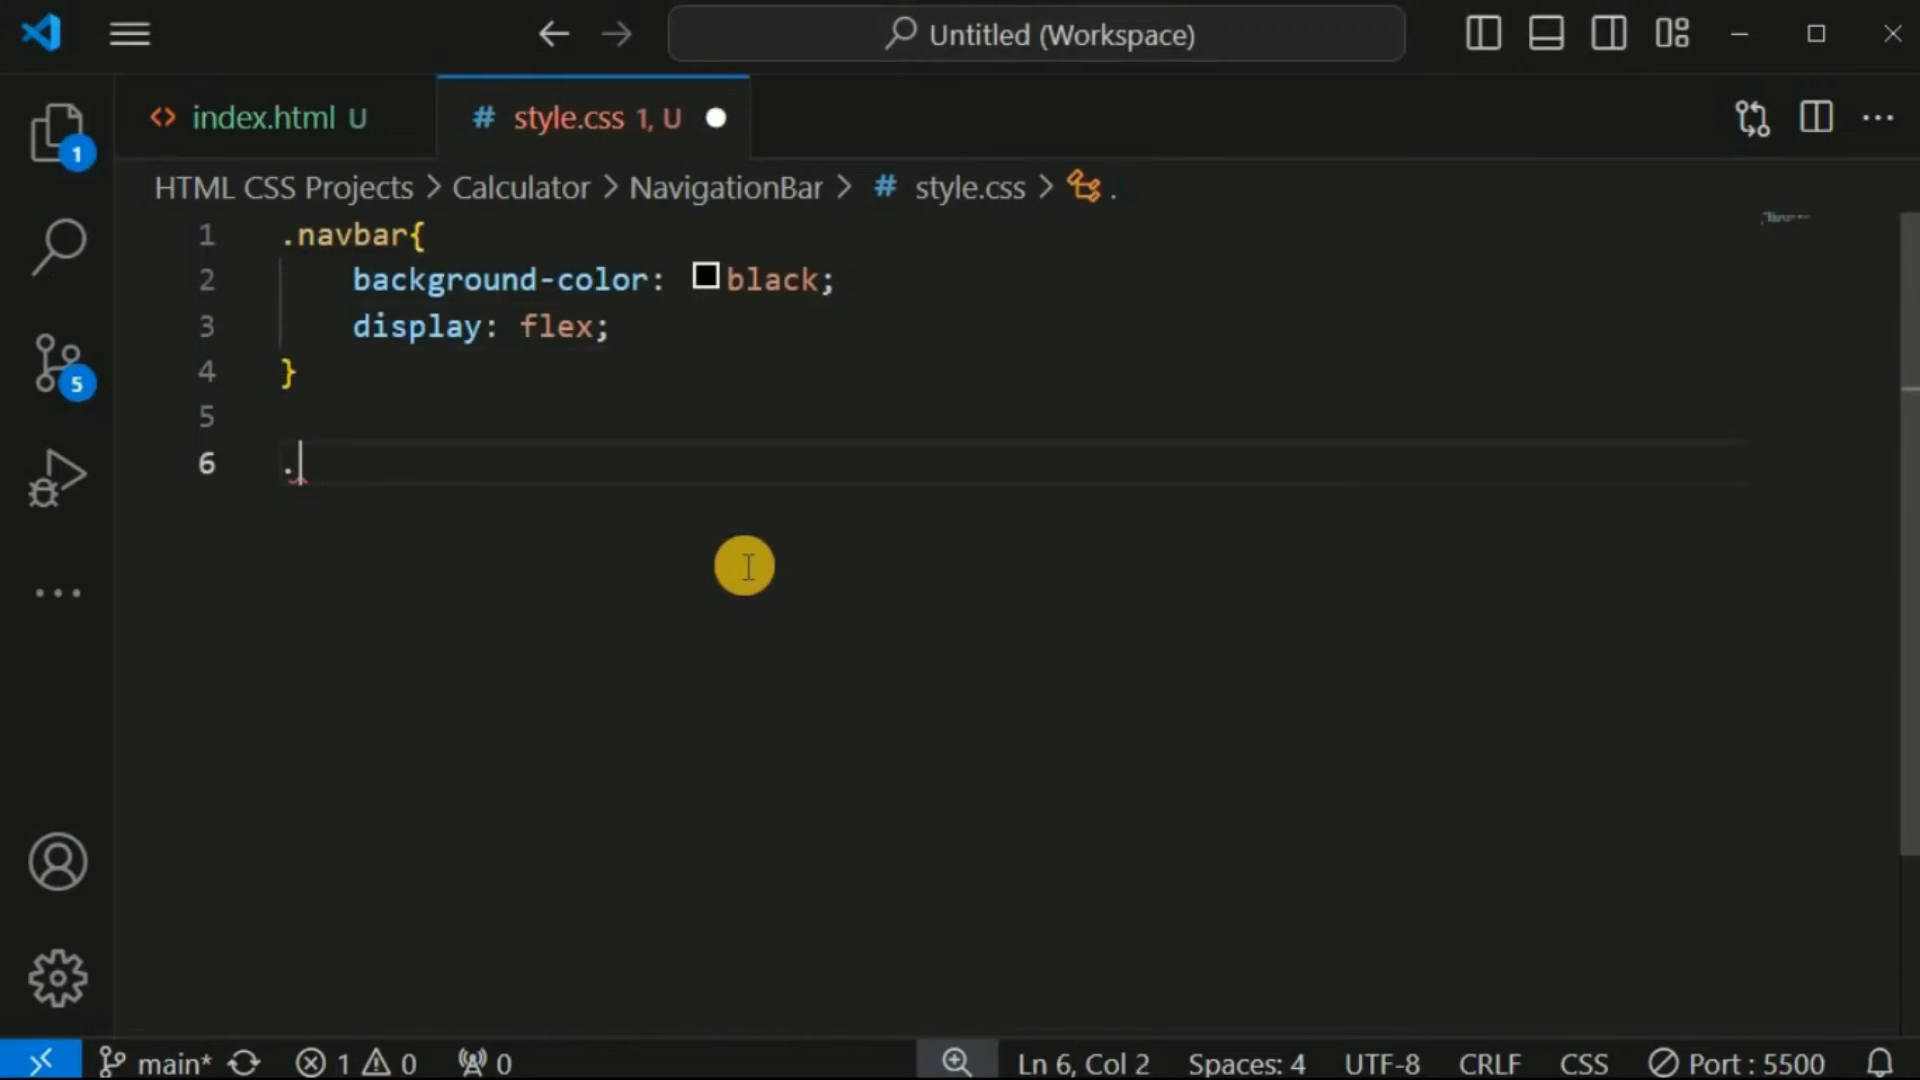 Untitled (Workspace)
index.html U
style.css 1, U
1
HTML CSS Projects > Calculator > NavigationBar > # style.css > .
1 .navbar{
2 background-color: black;
3 display: flex;
4 }
5
6 .
5
main* 1 0 0 Ln 6, Col 2 Spaces: 4 UTF-8 CRLF CSS Port : 5500